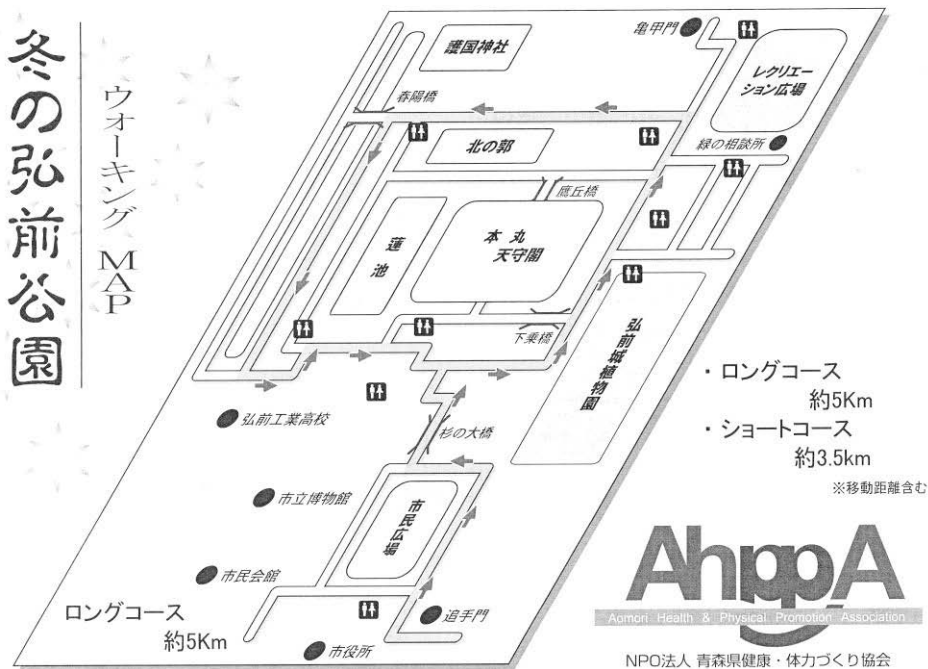 冬の弘前公園
ウォーキング MAP
護国神社
亀甲門
レクリエー
ション広場
春陽橋
北の郭
緑の相談所
鷹丘橋
蓮池
本丸
天守閣
下乗橋
弘前城植物園
弘前工業高校
杉の大橋
市立博物館
市民広場
市民会館
追手門
市役所
ロングコース
約5Km
・ロングコース
約5Km
・ショートコース
約3.5km
※移動距離含む
AhppA
Aomori Health & Physical Promotion Association
NPO法人 青森県健康・体力づくり協会